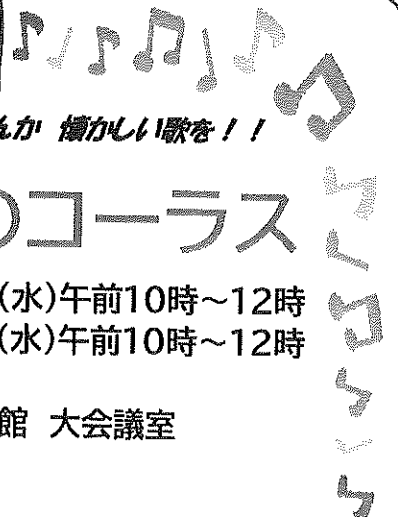 んか 懐かしい歌を！！
のコーラス
(水)午前10時～12時
(水)午前10時～12時
館 大会議室